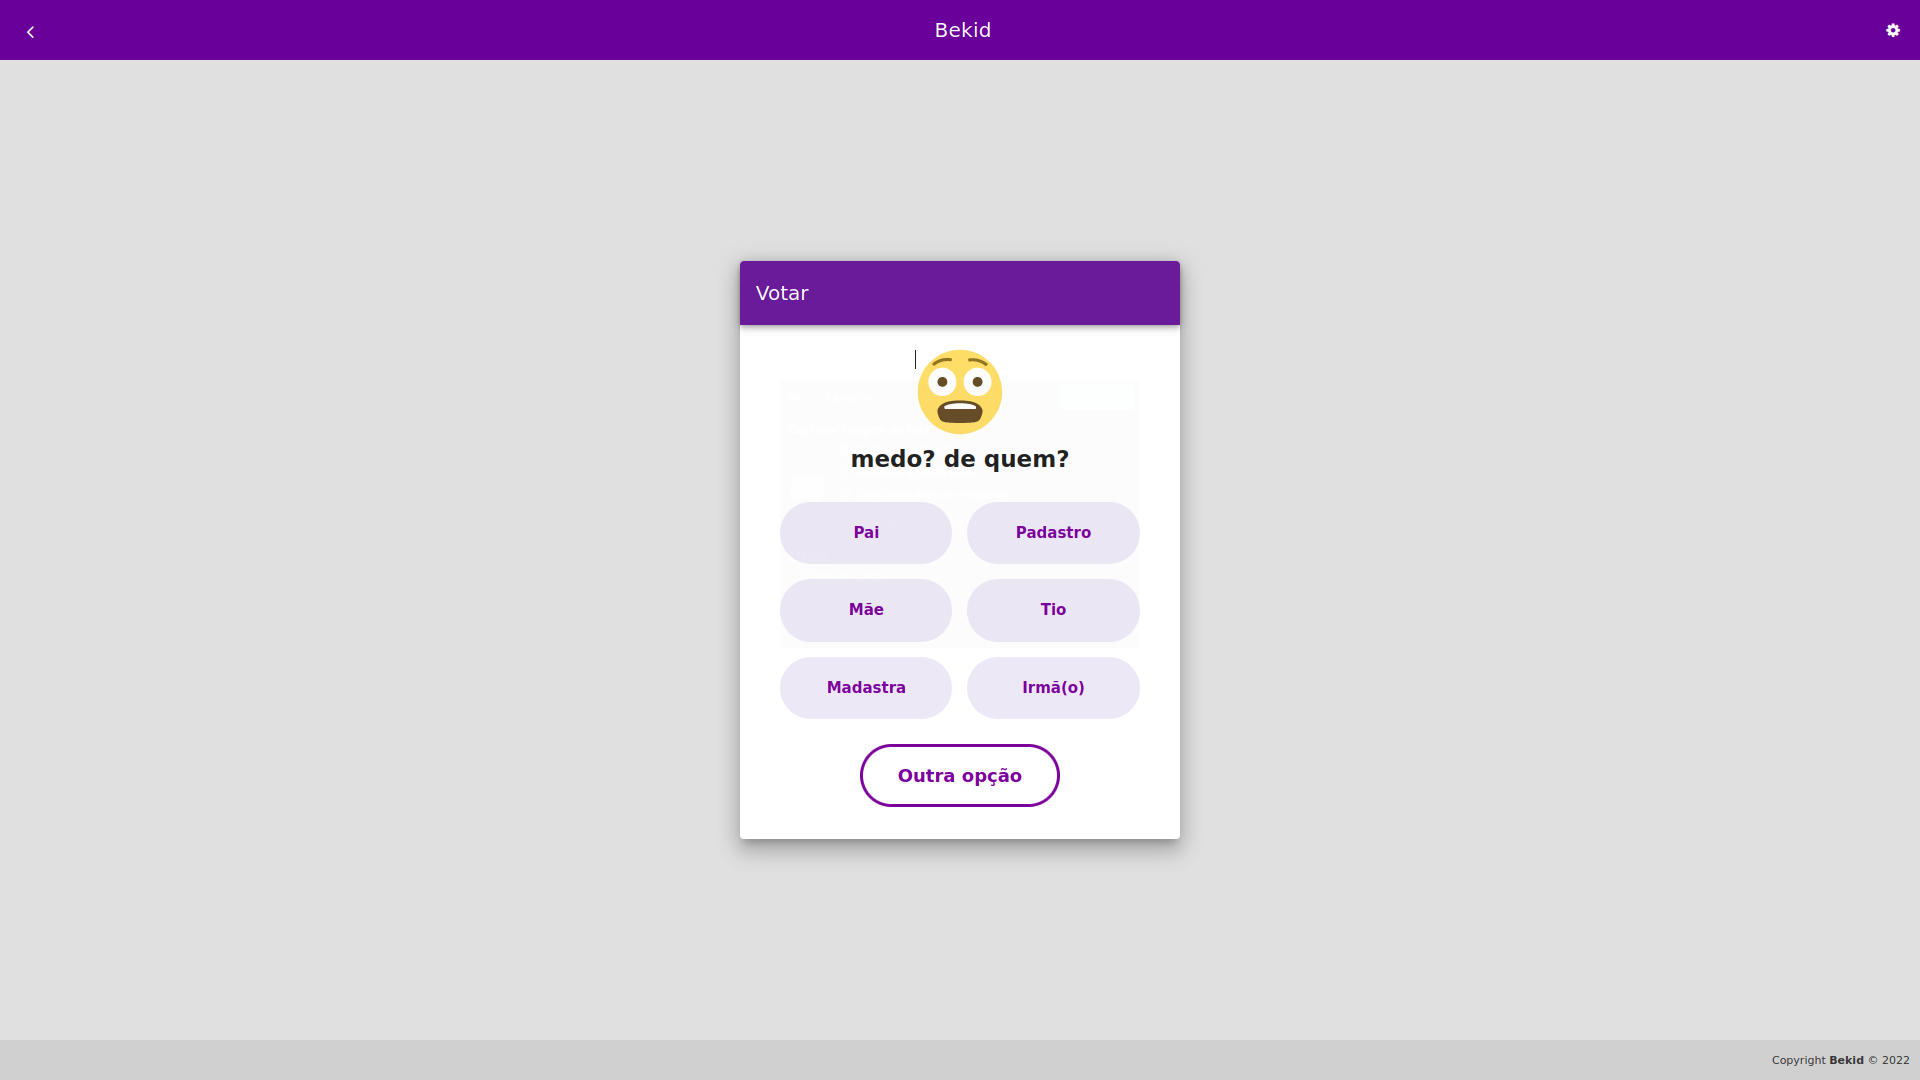 Bekid
Votar
medo? de quem?
Pai
Padastro
Mãe
Tio
Madastra
Irmã(o)
Outra opção
Copyright Bekid © 2022